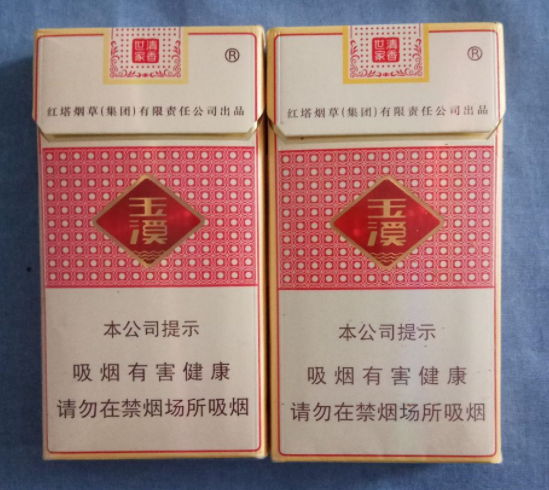 清香
世家
®
红塔烟草(集团)有限责任公司出品
玉溪
本公司提示
吸烟有害健康
请勿在禁烟场所吸烟
清香
世家
®
红塔烟草(集团)有限责任公司出品
玉溪
本公司提示
吸烟有害健康
请勿在禁烟场所吸烟